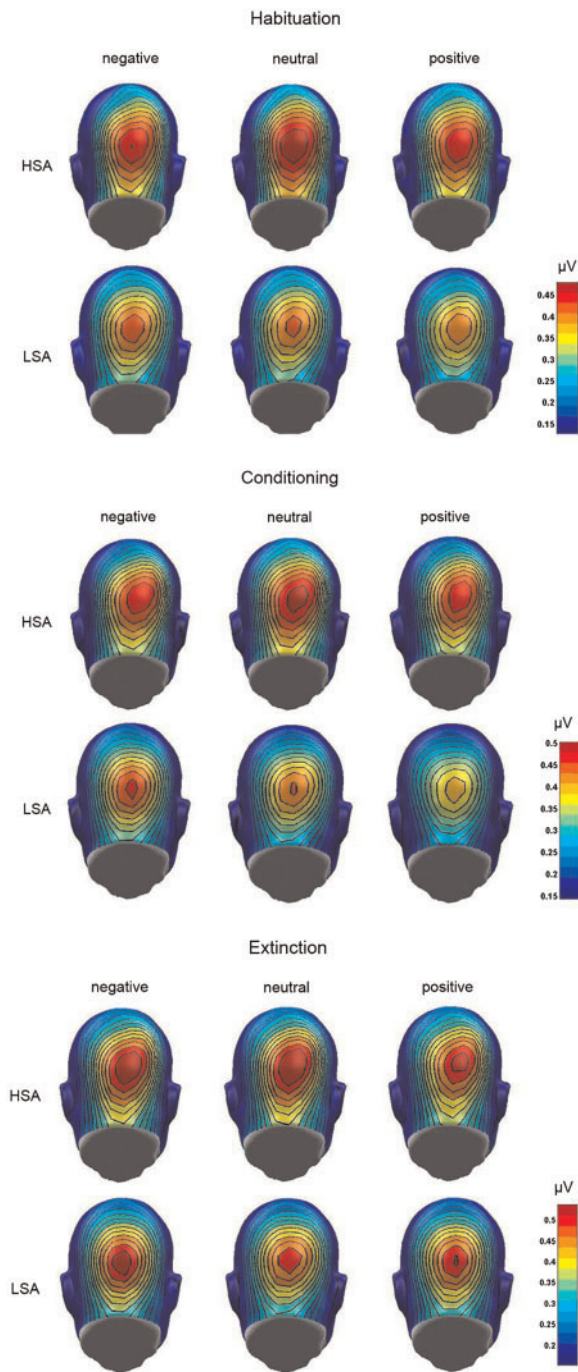 Habituation
negative neutral positive
HSA
µV
0.45
0.4
LSA
0.35
0.3
0.25
0.2
0.15
Conditioning
negative neutral positive
HSA
µV
0.5
0.45
0.4
LSA
0.35
0.3
0.25
0.2
0.15
Extinction
negative neutral positive
HSA
µV
0.5
0.45
0.4
LSA
0.35
0.3
0.25
0.2